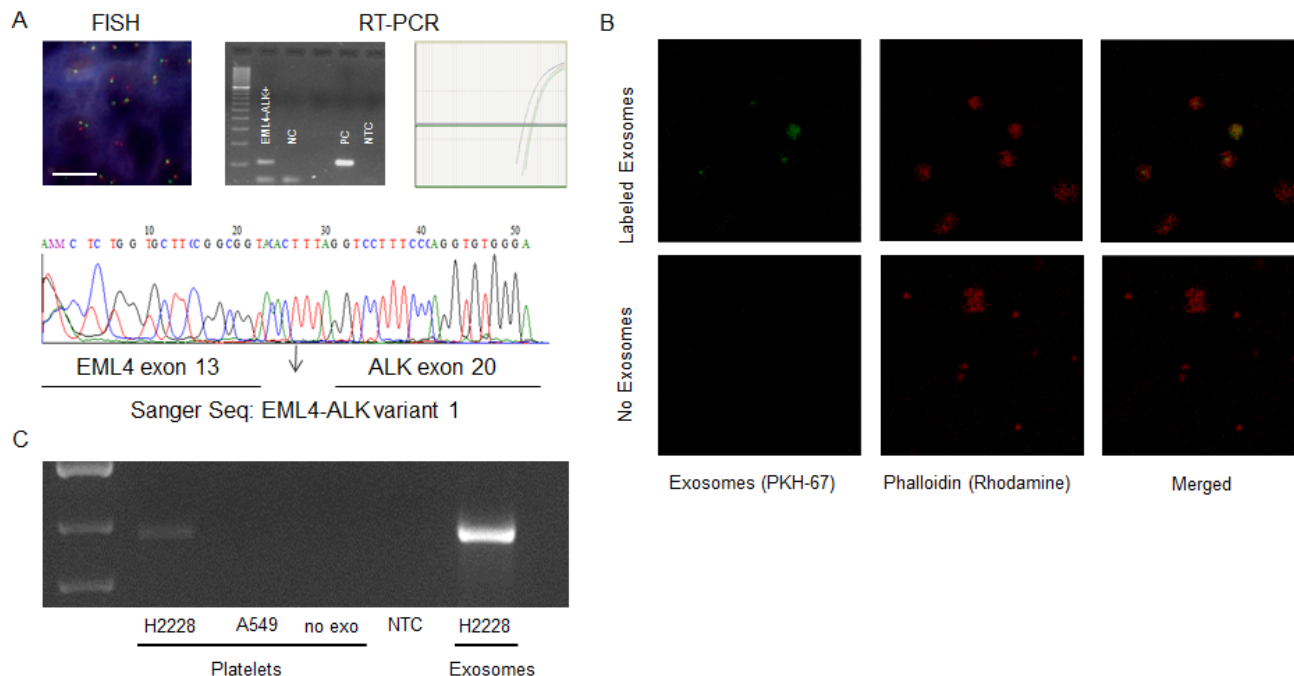 A
FISH
RT-PCR
EML4-ALK+
NC
PC
NTC
10 20 30 40 50
EML4 exon 13
ALK exon 20
Sanger Seq: EML4-ALK variant 1
B
Labeled Exosomes
No Exosomes
Exosomes (PKH-67)
Phalloidin (Rhodamine)
Merged
C
H2228
A549
no exo
NTC
H2228
Platelets
Exosomes